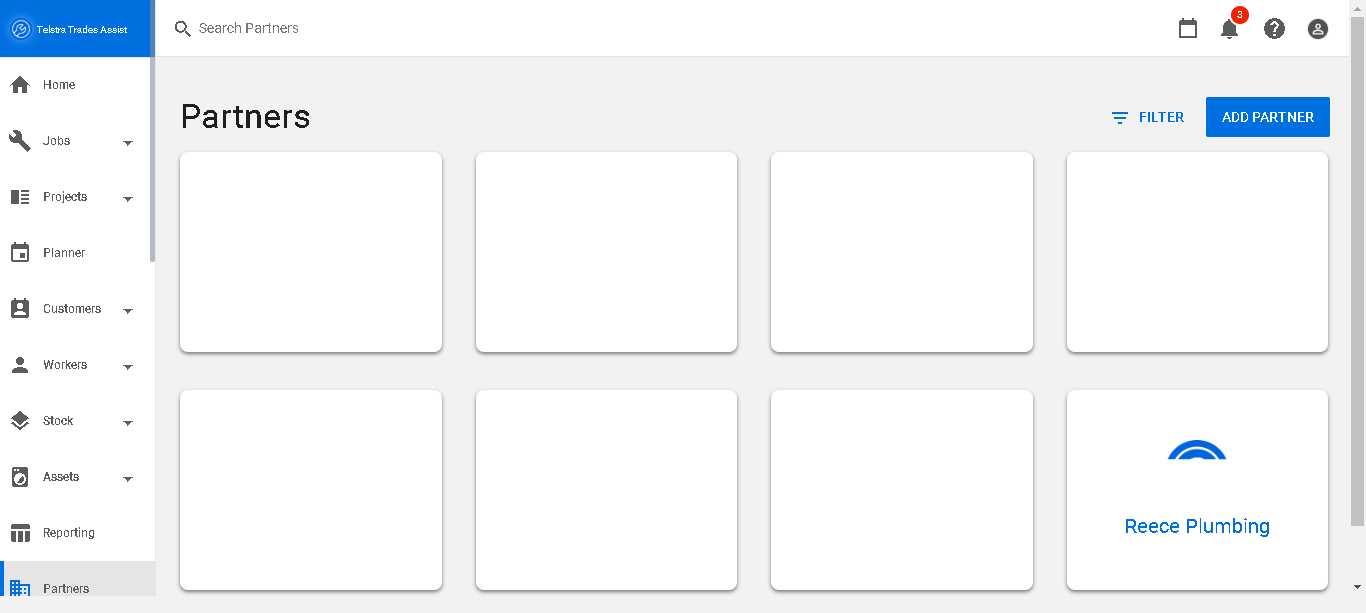 Telstra Trades Assist
Search Partners
3
Home
Jobs
Projects
Planner
Customers
Workers
Stock
Assets
Reporting
Partners
Partners
FILTER
ADD PARTNER
Reece Plumbing